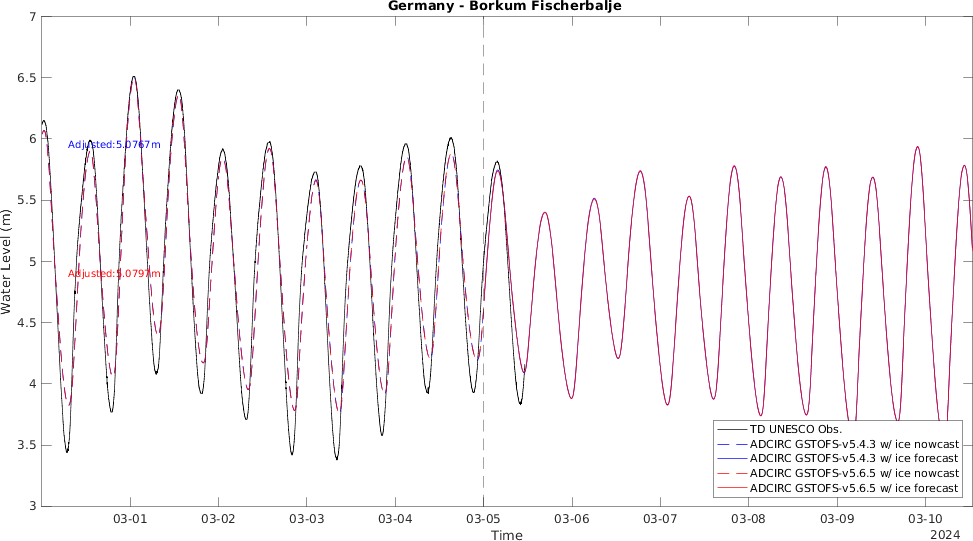 Germany - Borkum Fischerbalje
7
6.5
6
5.5
5
4.5
4
3.5
3
Water Level (m)
Adjusted:5.0767m
Adjusted:5.0797m
TD UNESCO Obs.
ADCIRC GSTOFS-v5.4.3 w/ ice nowcast
ADCIRC GSTOFS-v5.4.3 w/ ice forecast
ADCIRC GSTOFS-v5.6.5 w/ ice nowcast
ADCIRC GSTOFS-v5.6.5 w/ ice forecast
03-01 03-02 03-03 03-04 03-05 03-06 03-07 03-08 03-09 03-10
Time
2024